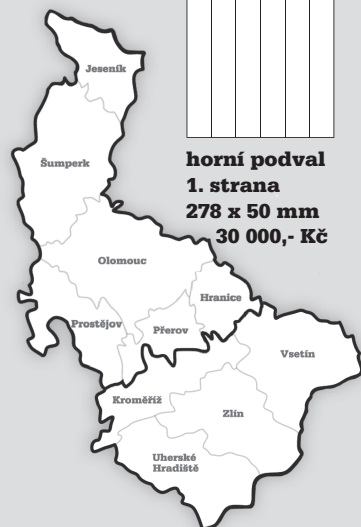 Jeseník
horní podval
1. strana
278 x 50 mm
30 000,- Kč
Šumperk
Olomouc
Hranice
Prostějov
Přerov
Vsetín
Kroměříž
Zlín
Uherské
Hradiště